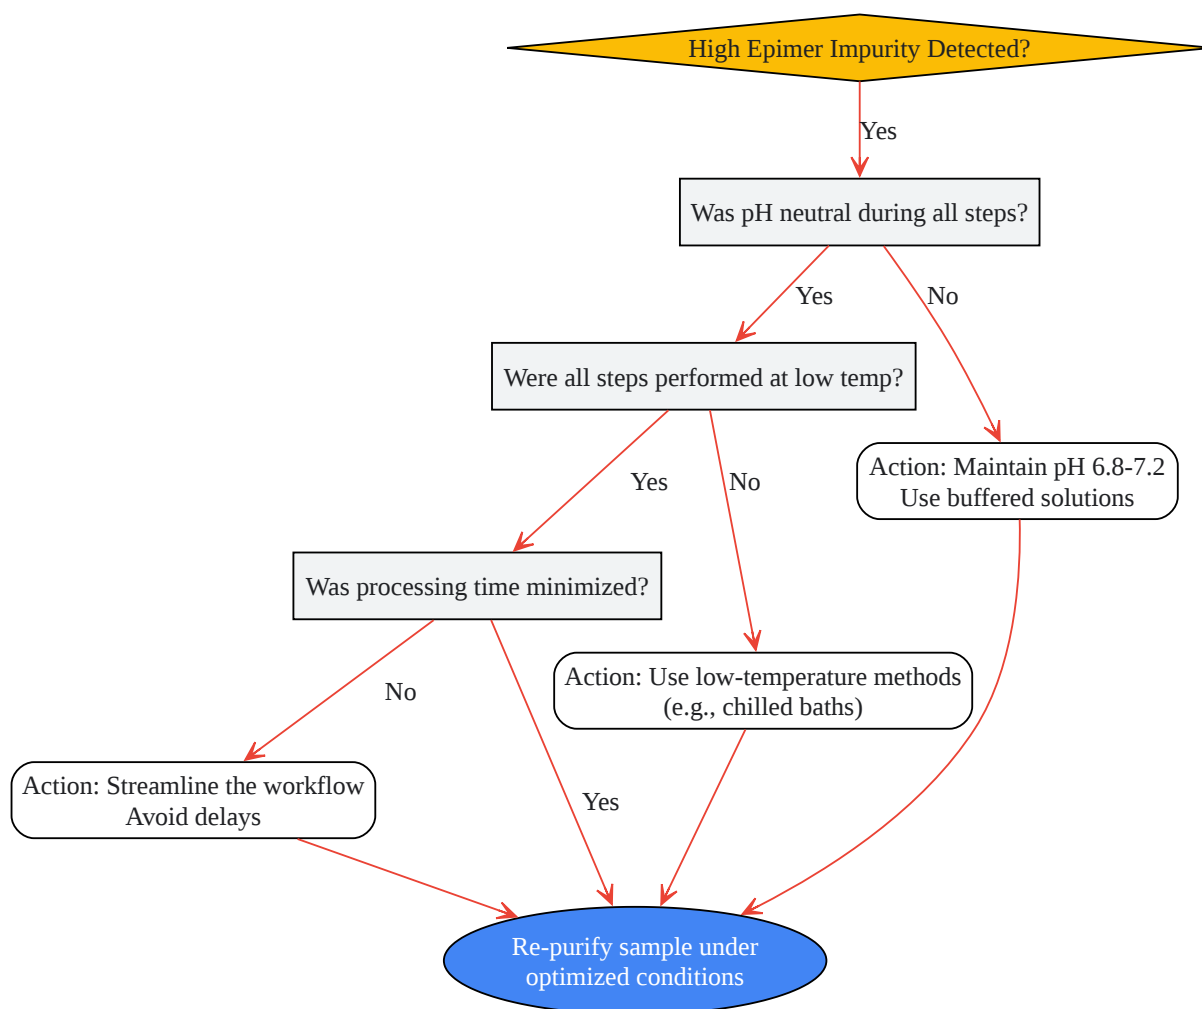 High Epimer Impurity Detected?
Yes
Was pH neutral during all steps?
Yes
No
Were all steps performed at low temp?
Yes
No
Action: Maintain pH 6.8-7.2
Use buffered solutions
Was processing time minimized?
No
Yes
Action: Use low-temperature methods
(e.g., chilled baths)
Action: Streamline the workflow
Avoid delays
Re-purify sample under
optimized conditions